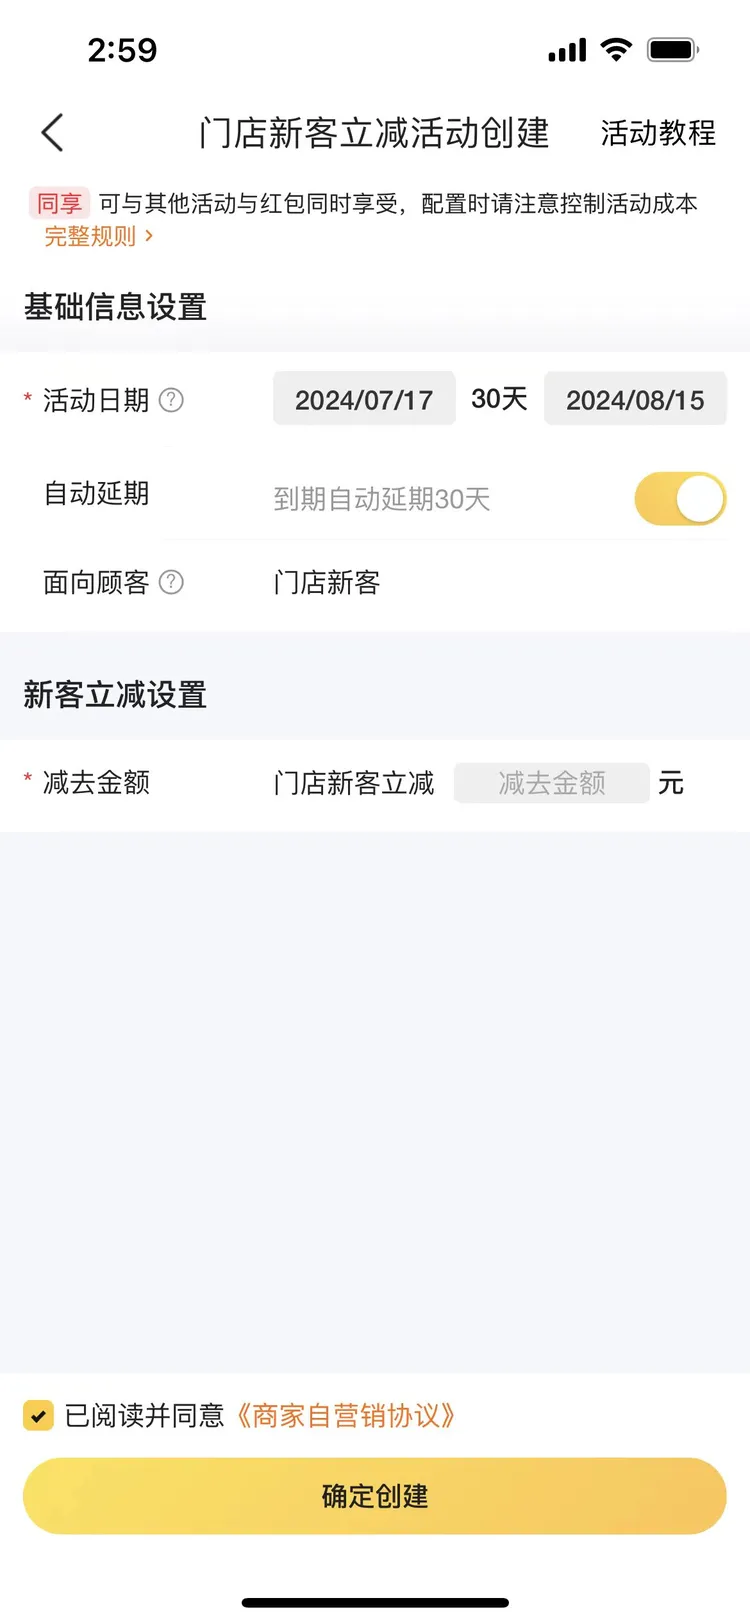 2:59
门店新客立减活动创建 活动教程
同享 可与其他活动与红包同时享受，配置时请注意控制活动成本
完整规则 >
基础信息设置
* 活动日期 ? 2024/07/17 30天 2024/08/15
自动延期 到期自动延期30天
面向顾客 ? 门店新客
新客立减设置
* 减去金额 门店新客立减 减去金额 元
已阅读并同意《商家自营销协议》
确定创建